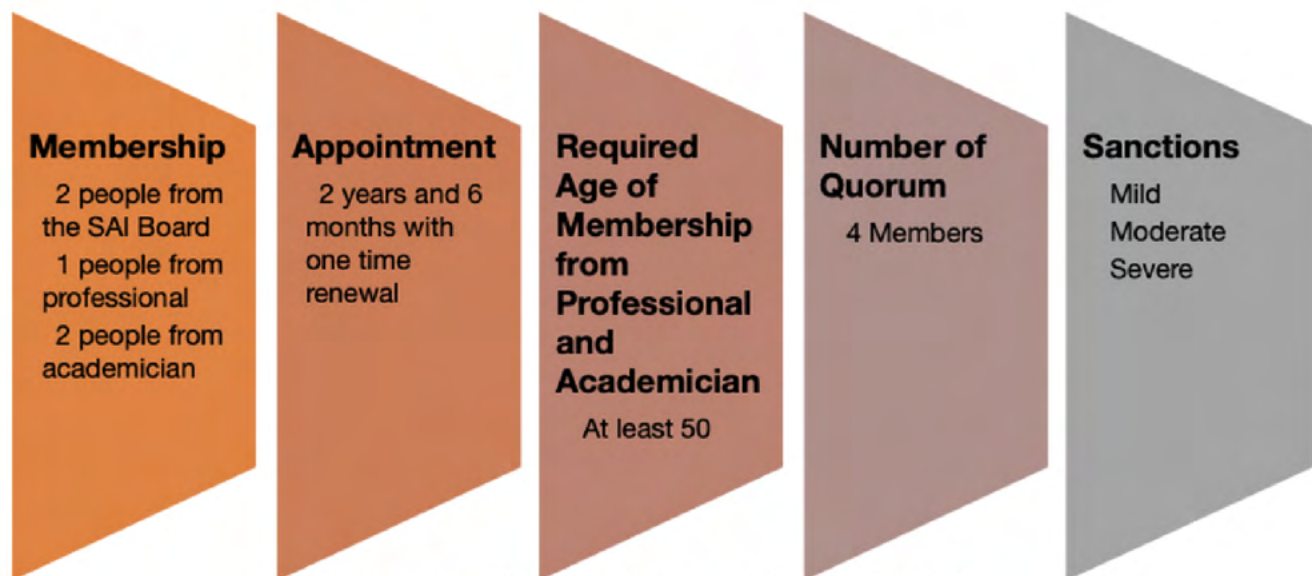 Membership
2 people from
the SAI Board
1 people from
professional
2 people from
academician
Appointment
2 years and 6
months with
one time
renewal
Required
Age of
Membership
from
Professional
and
Academician
At least 50
Number of
Quorum
4 Members
Sanctions
Mild
Moderate
Severe